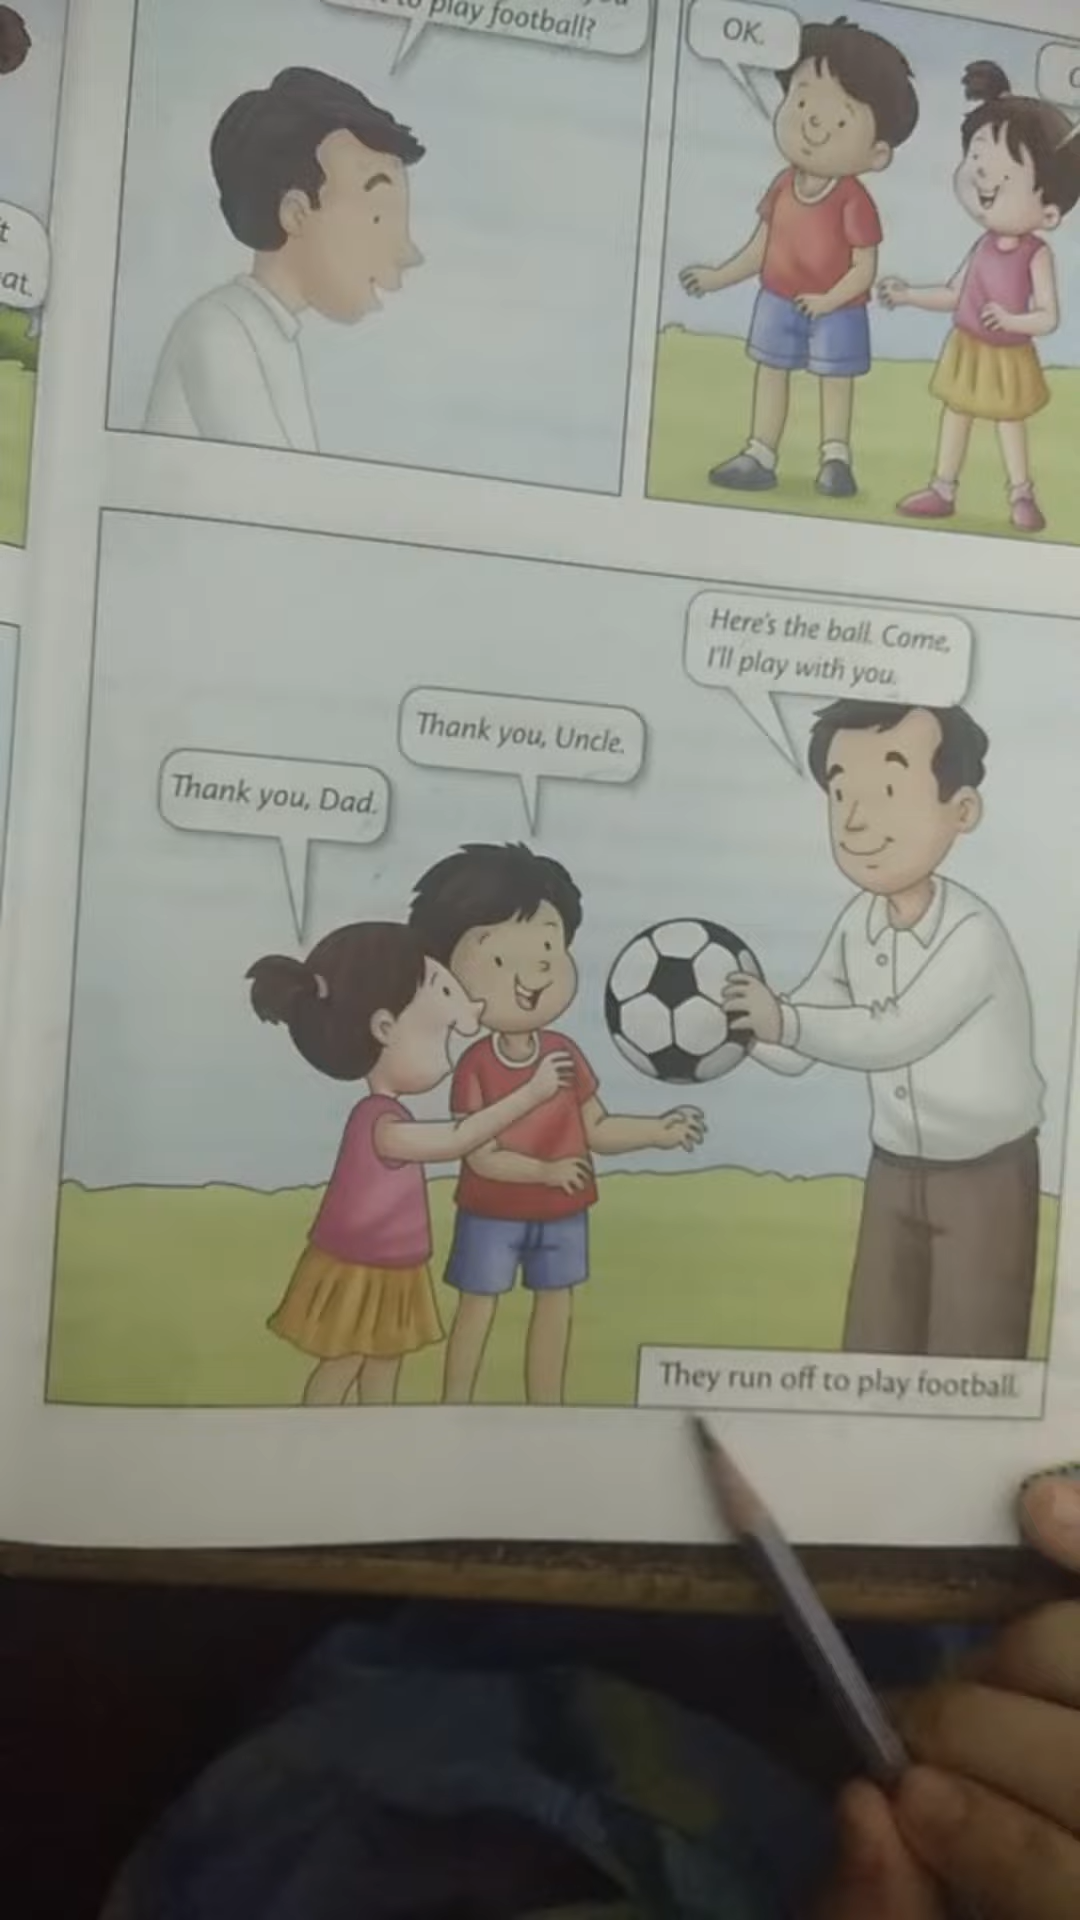 to play football?
OK.
at.
Here's the ball. Come,
I'll play with you.
Thank you, Uncle.
Thank you, Dad.
They run off to play football.